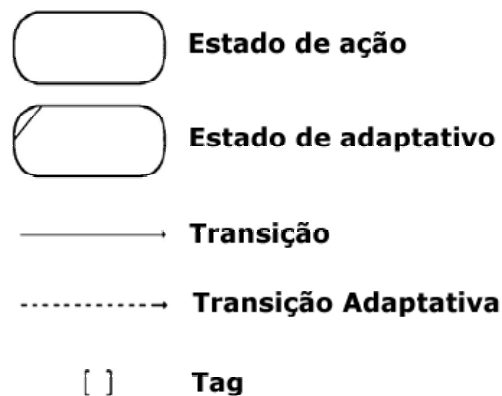 Estado de ação
Estado de adaptativo
Transição
Transição Adaptativa
[ ] Tag